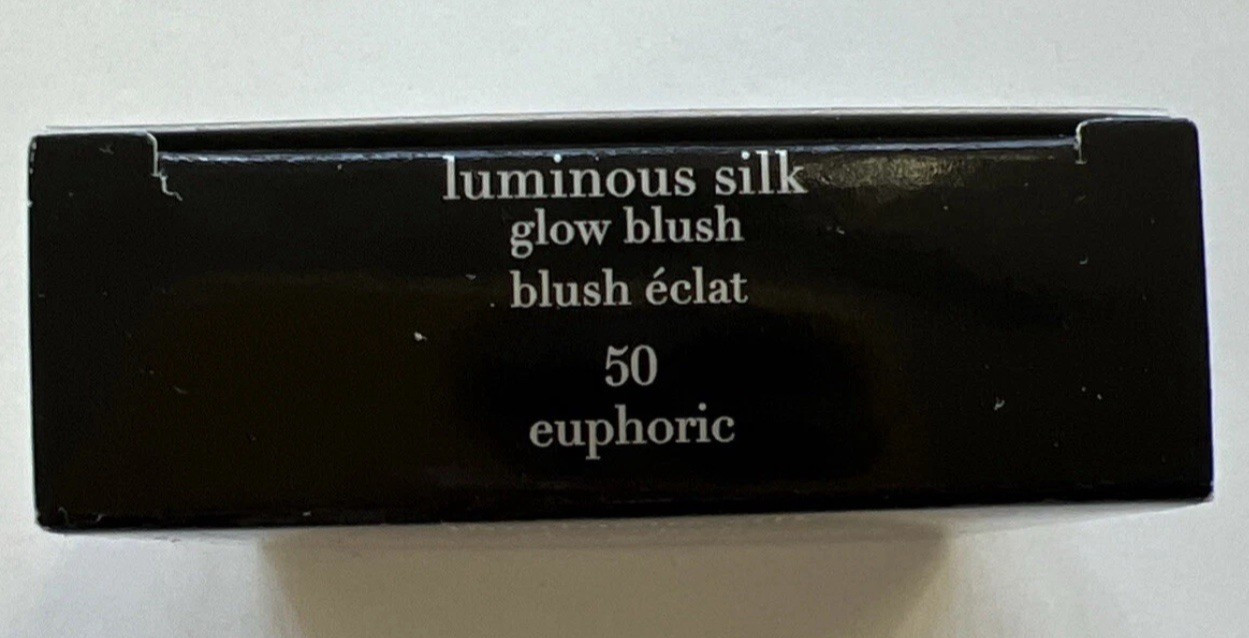 luminous silk
glow blush
blush éclat
50
euphoric